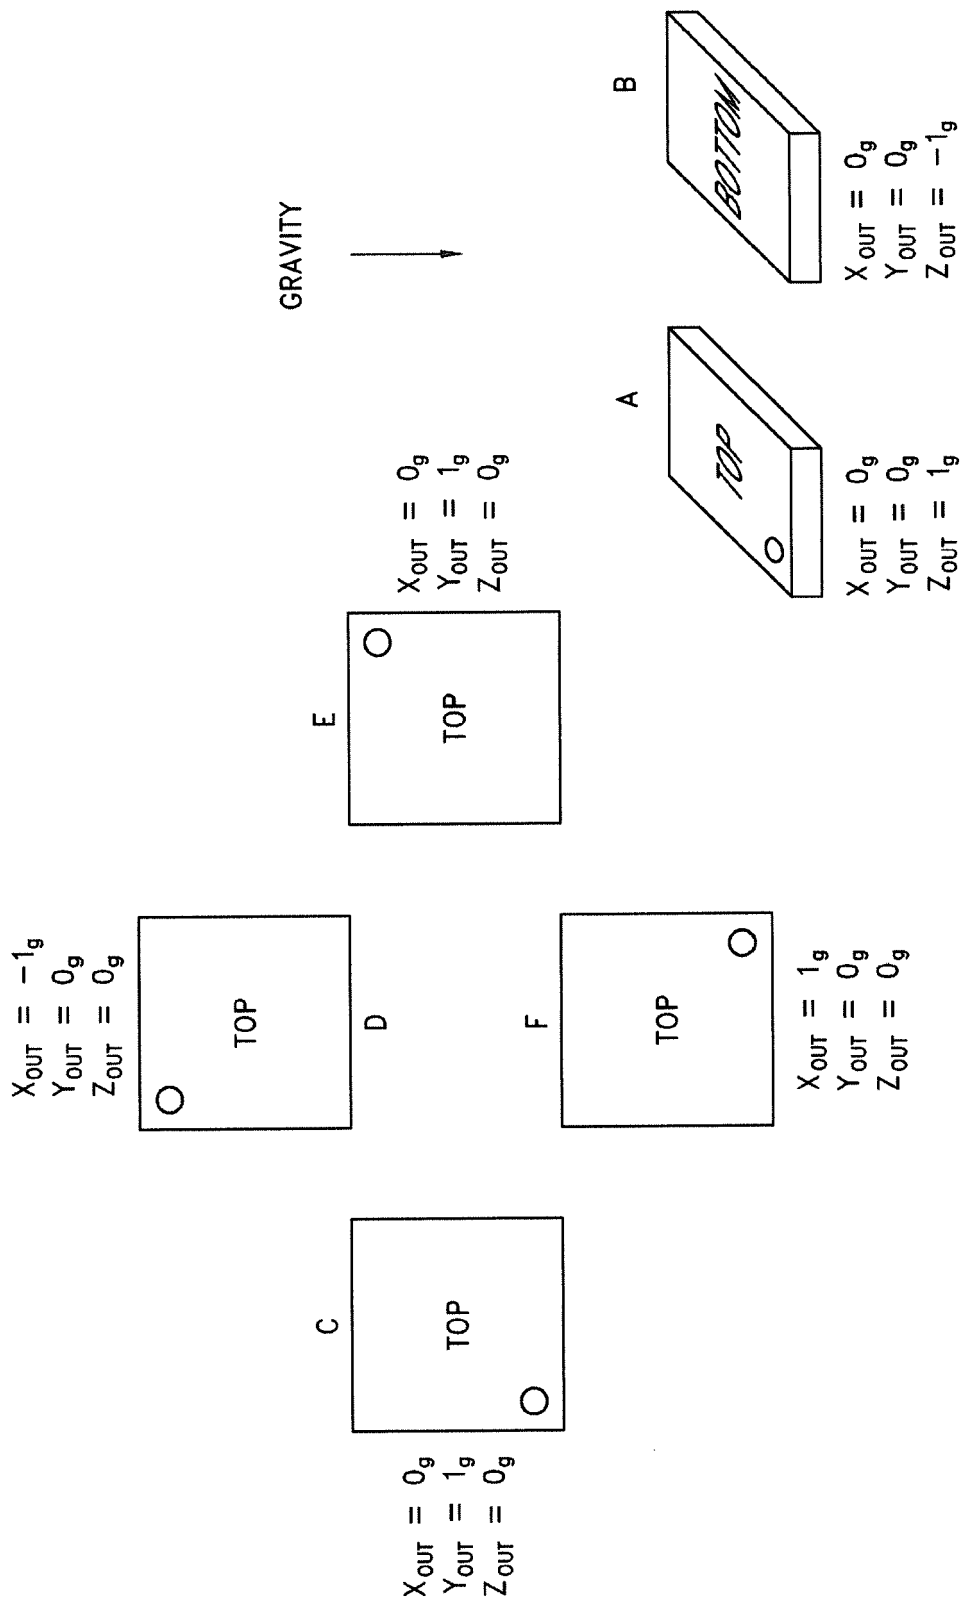 X_OUT = -1g
Y_OUT = 0g
Z_OUT = 0g
TOP
D
X_OUT = 0g
Y_OUT = 1g
Z_OUT = 0g
C
TOP
E
TOP
X_OUT = 0g
Y_OUT = 1g
Z_OUT = 0g
GRAVITY
F
TOP
X_OUT = 1g
Y_OUT = 0g
Z_OUT = 0g
A
TOP
X_OUT = 0g
Y_OUT = 0g
Z_OUT = 1g
B
BOTTOM
X_OUT = 0g
Y_OUT = 0g
Z_OUT = -1g